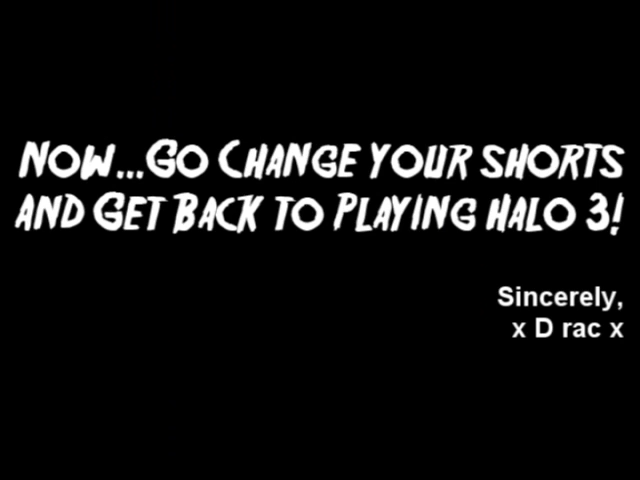 Now...Go Change your shorts
and Get Back to Playing Halo 3!
Sincerely,
x D rac x